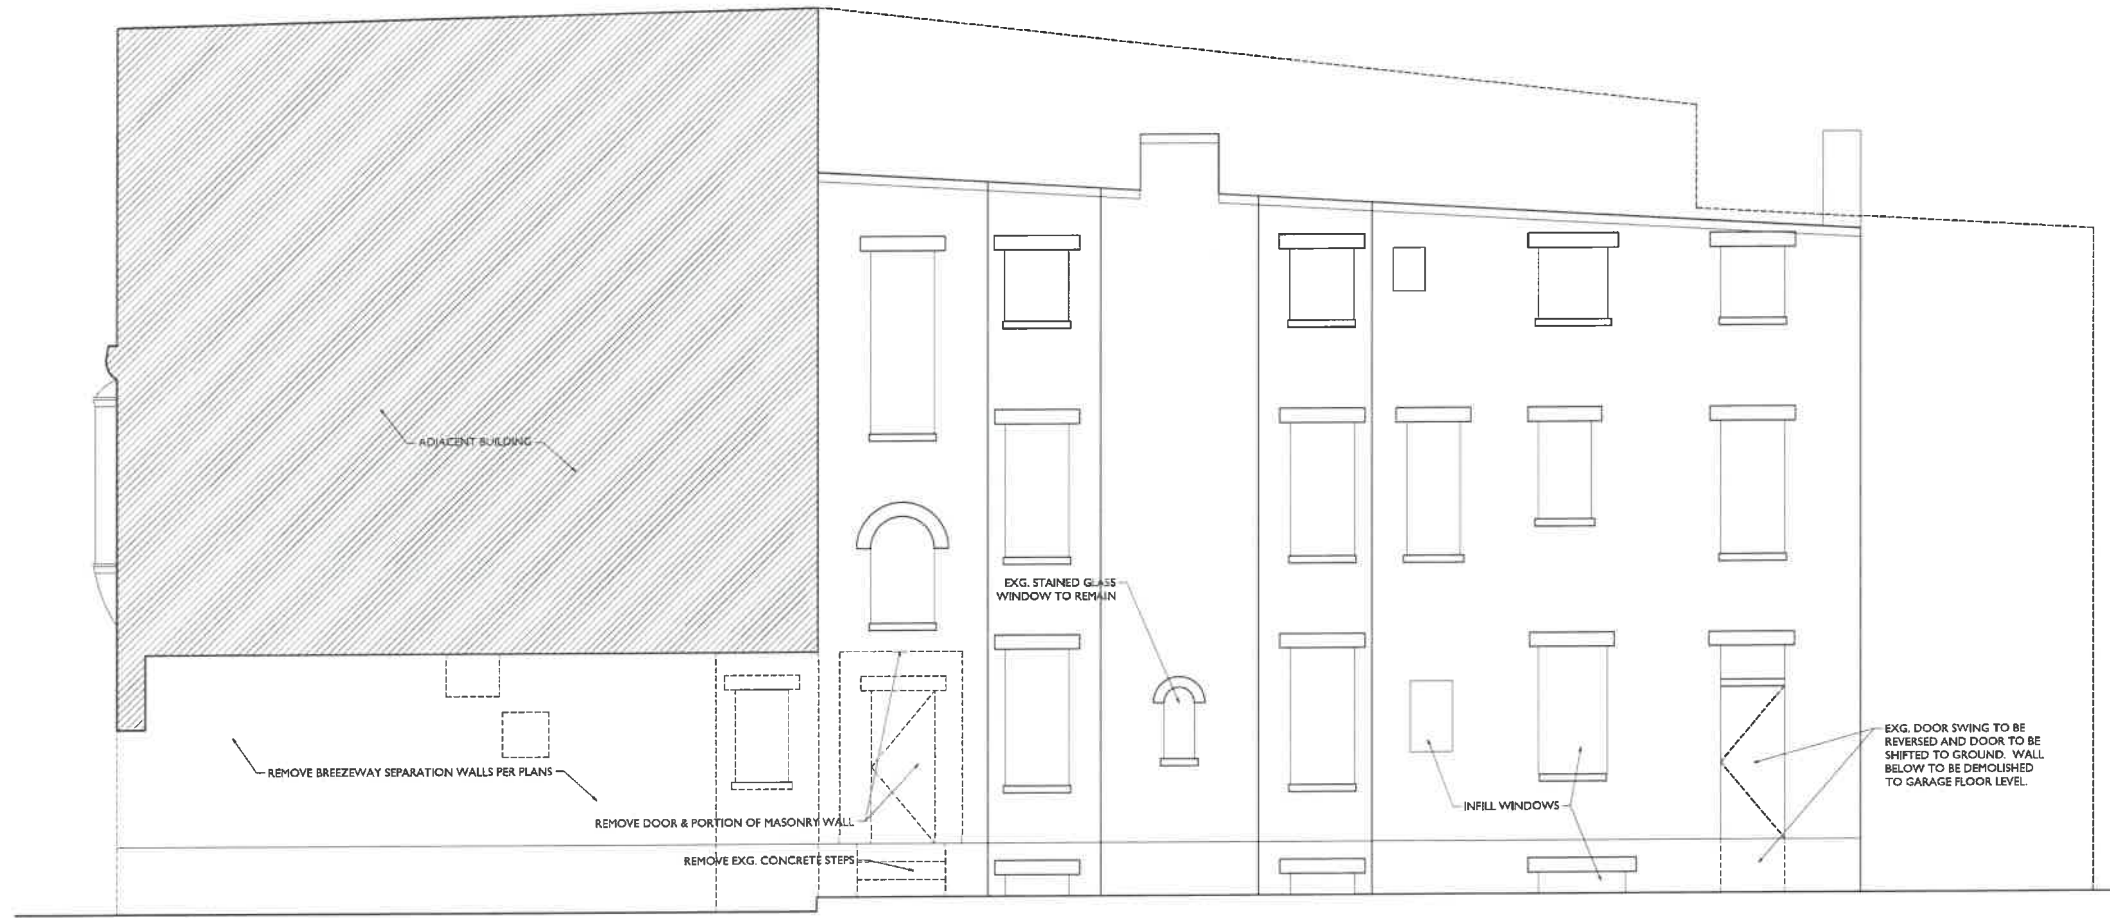 ADJACENT BUILDING
EXG. STAINED GLASS
WINDOW TO REMAIN
REMOVE BREEZEWAY SEPARATION WALLS PER PLANS
REMOVE DOOR & PORTION OF MASONRY WALL
REMOVE EXG. CONCRETE STEPS
INFILL WINDOWS
EXG. DOOR SWING TO BE
REVERSED AND DOOR TO BE
SHIFTED TO GROUND. WALL
BELOW TO BE DEMOLISHED
TO GARAGE FLOOR LEVEL.